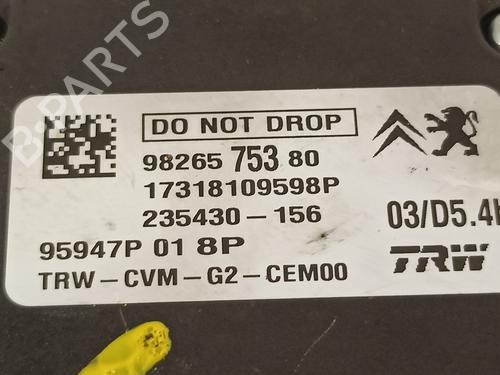 B-PARTS
DO NOT DROP
98265 753 80
17318109598P
235430-156
03/D5.4
95947P 01 8P
TRW
TRW-CVM-G2-CEM00